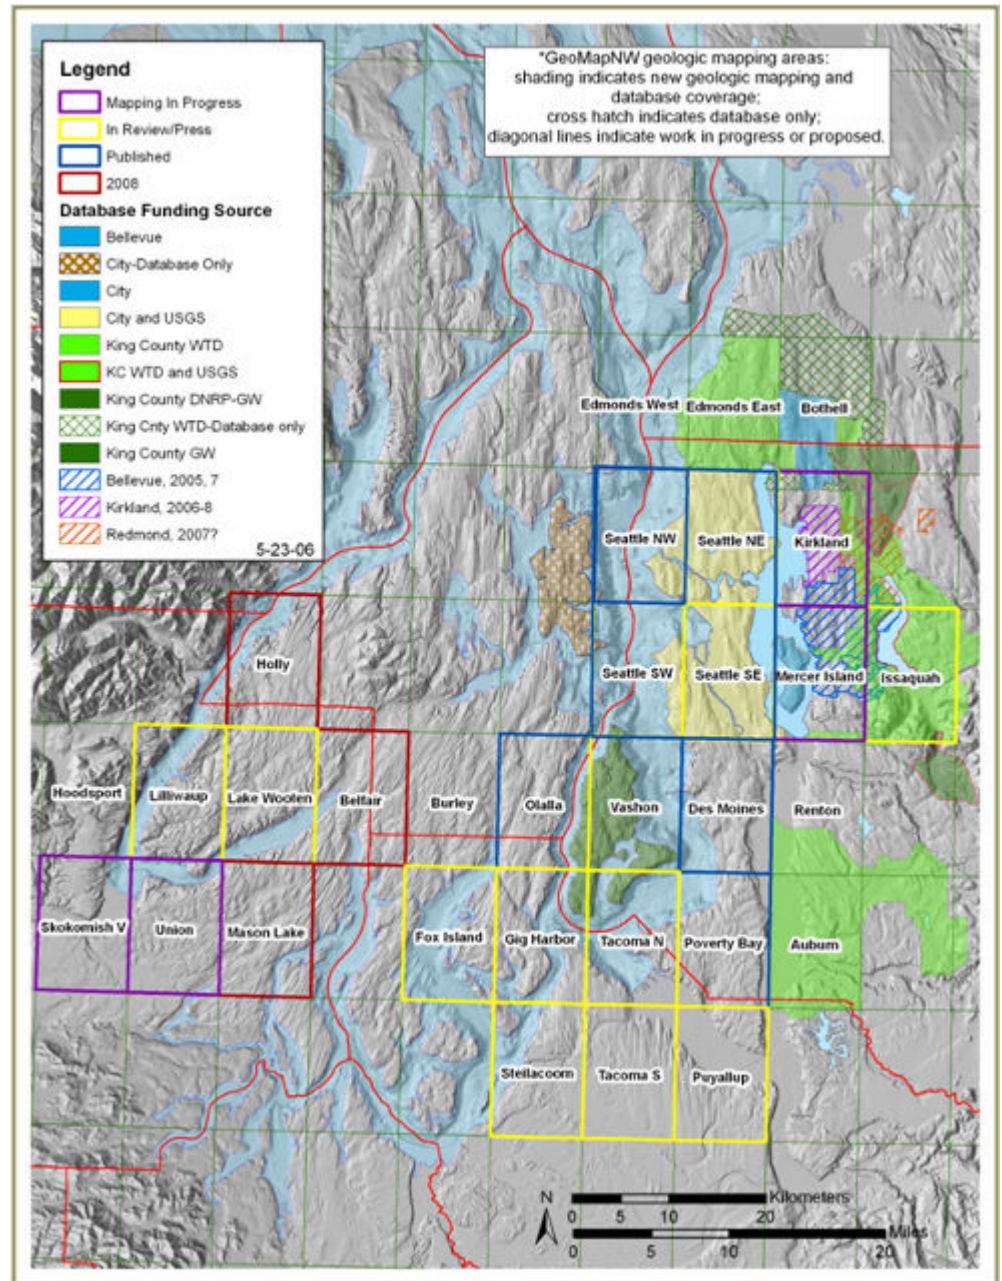 Legend
Mapping In Progress
In Review/Press
Published
2008
Database Funding Source
Bellevue
City-Database Only
City
City and USGS
King County WTD
KC WTD and USGS
King County DNRP-GW
King Cnty WTD-Database only
King County GW
Bellevue, 2005, 7
Kirkland, 2006-8
Redmond, 2007?
5-23-06
*GeoMapNW geologic mapping areas:
shading indicates new geologic mapping and
database coverage;
cross hatch indicates database only;
diagonal lines indicate work in progress or proposed.
Edmonds West
Edmonds East
Bothell
Seattle NW
Seattle NE
Kirkland
Holly
Seattle SW
Seattle SE
Mercer Island
Issaquah
Hoodsport
Lilliwaup
Lake Wooten
Belfair
Burley
Olalla
Vashon
Des Moines
Renton
Skokomish V
Union
Mason Lake
Fox Island
Gig Harbor
Tacoma N
Poverty Bay
Auburn
Steilacoom
Tacoma S
Puyallup
N
Kilometers
0 5 10 20
Miles
0 5 10 20